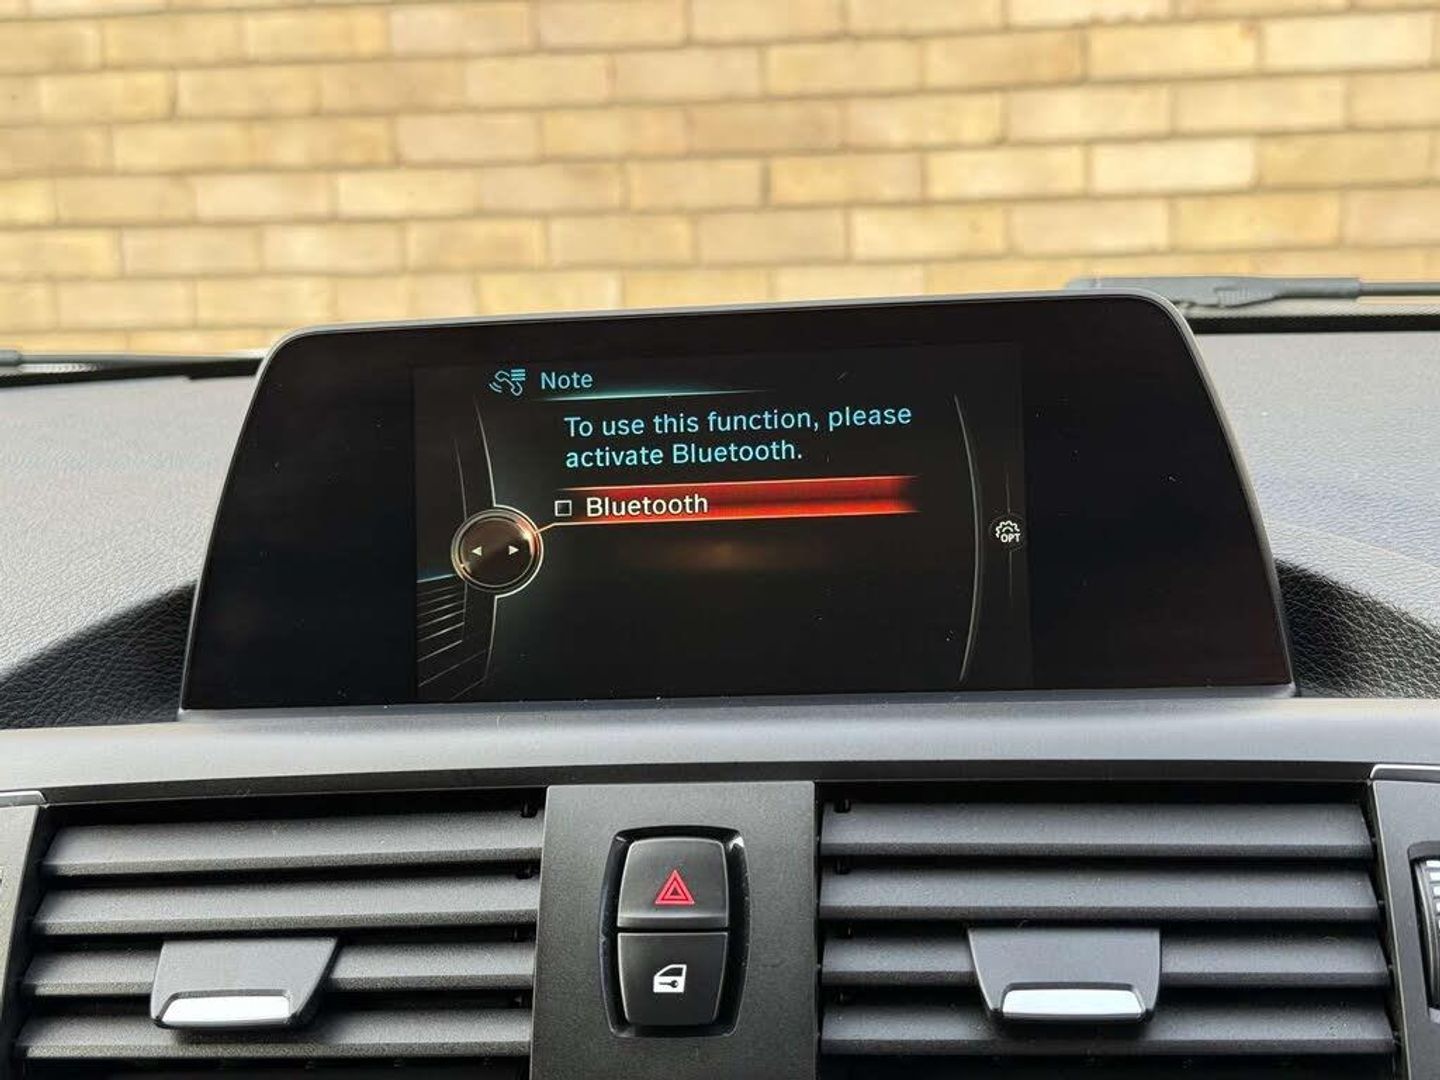 Note
To use this function, please
activate Bluetooth.
Bluetooth
OPT